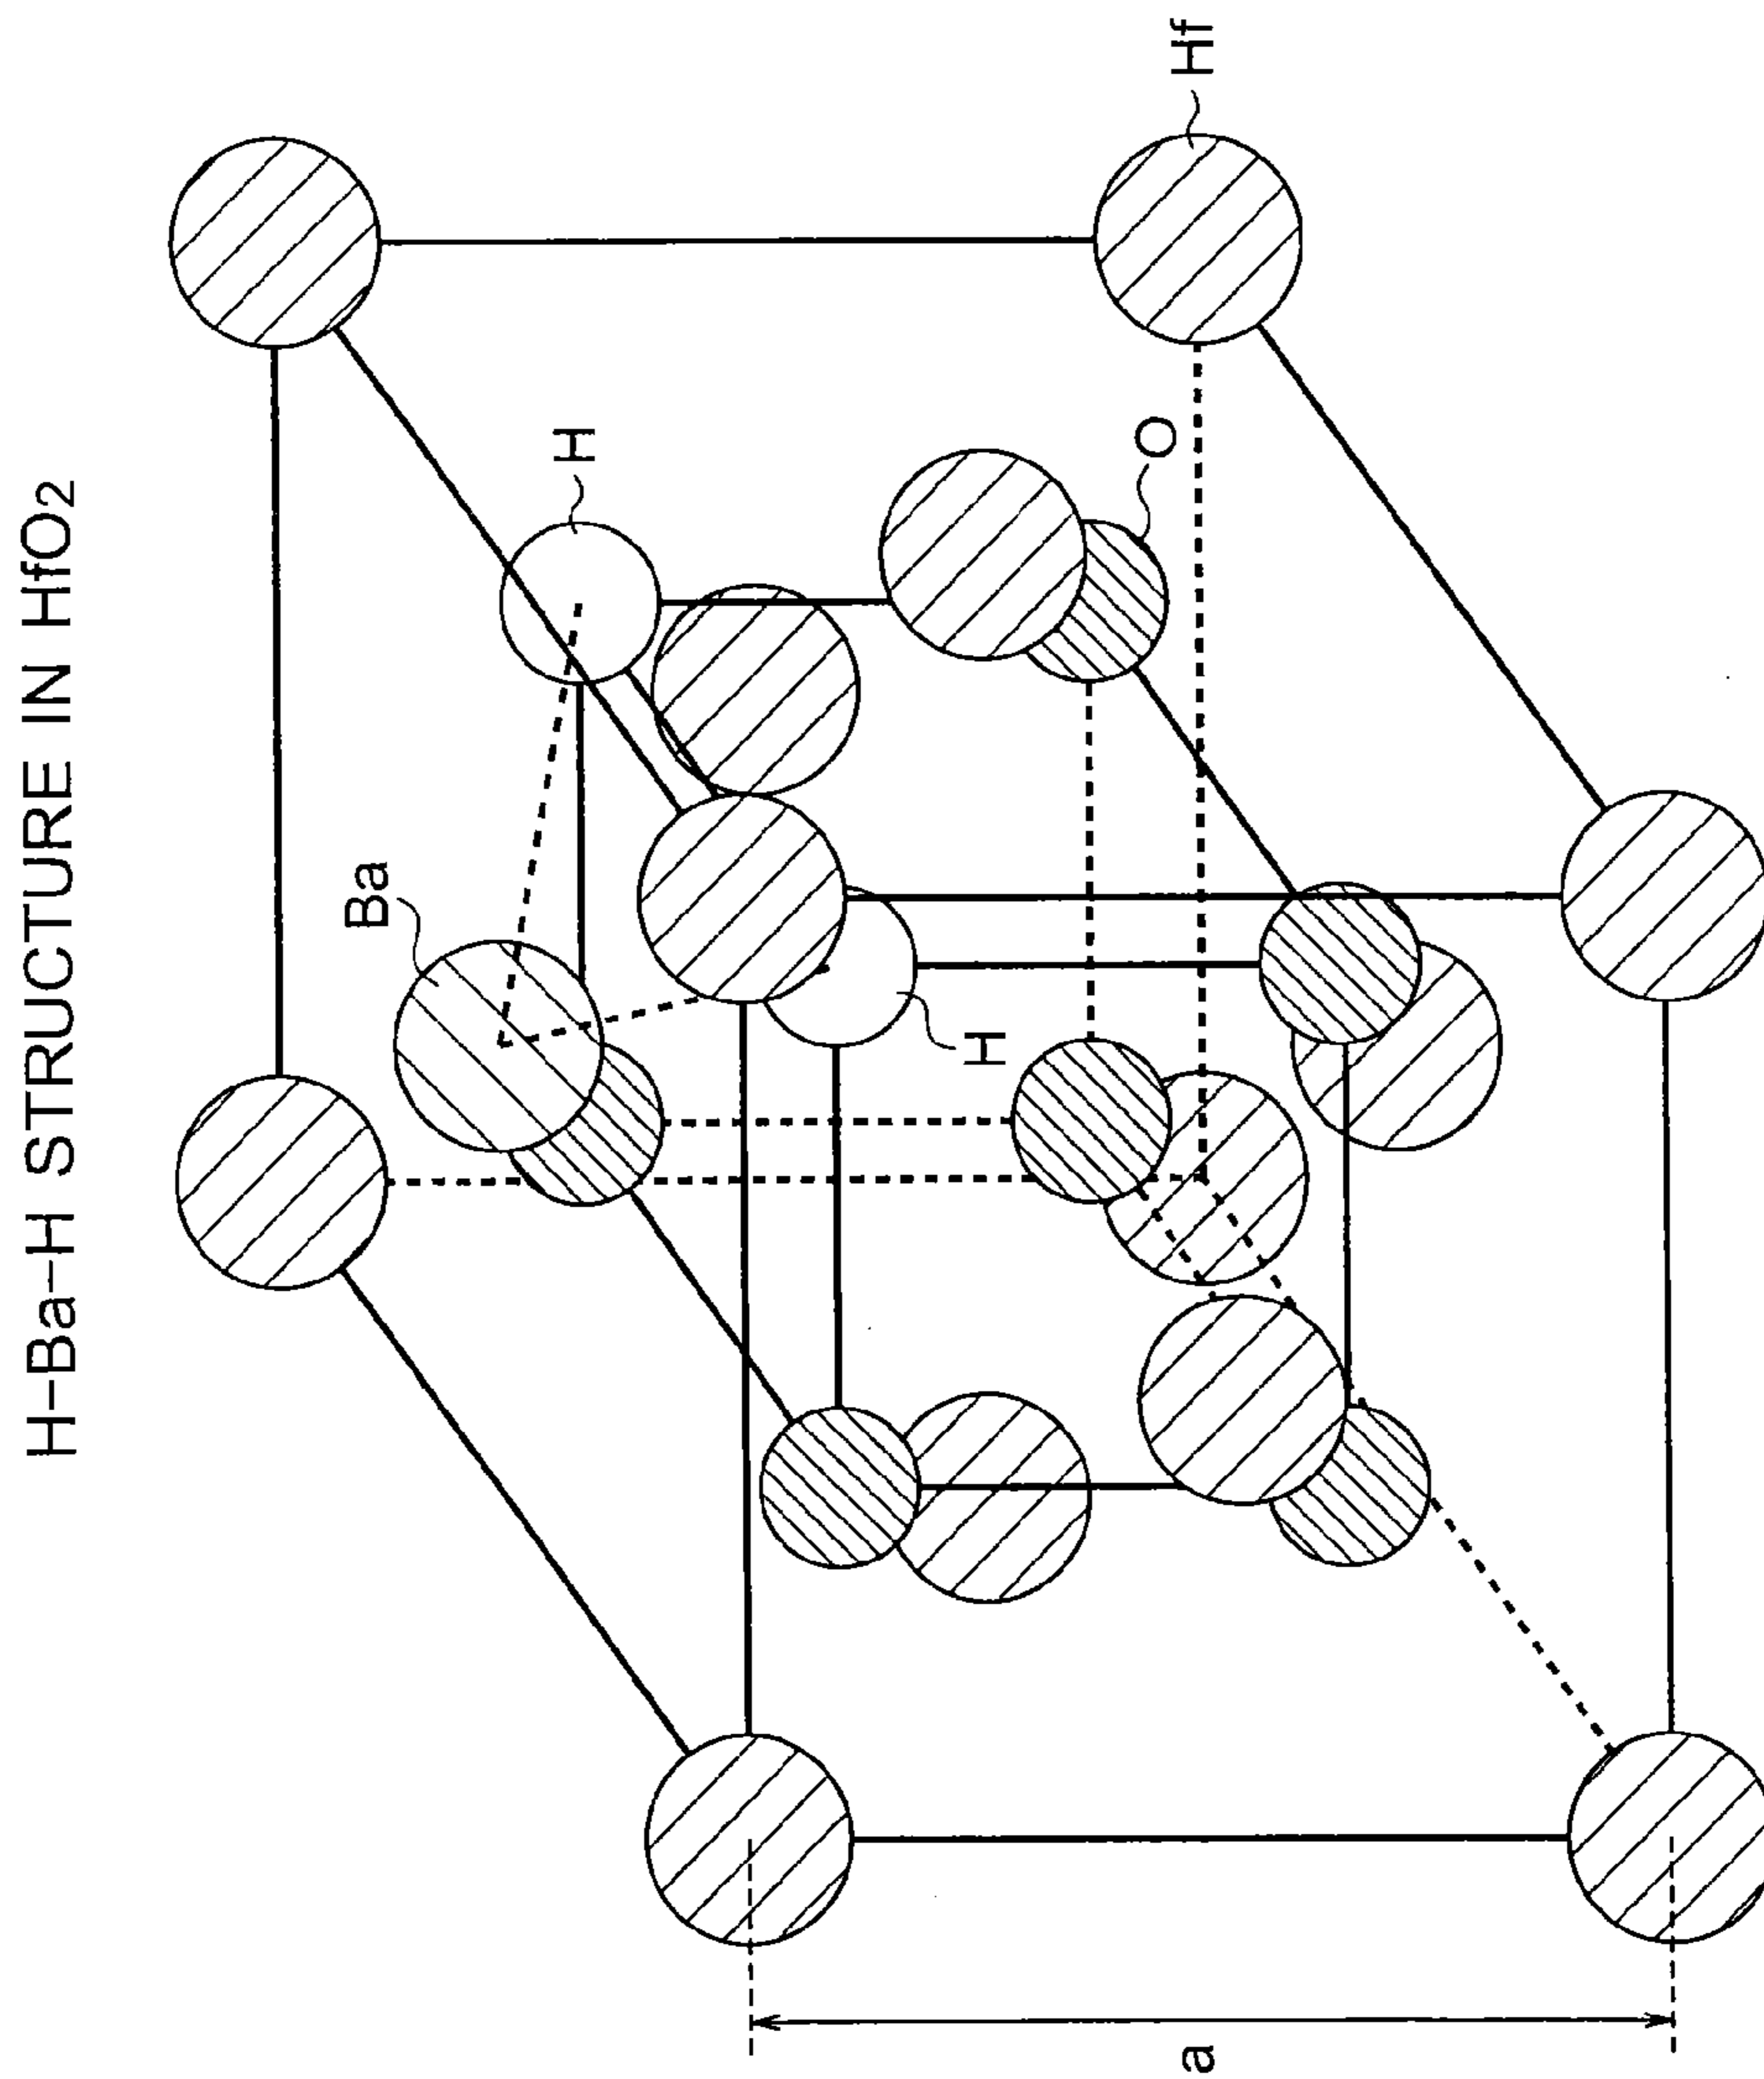 H-Ba-H STRUCTURE IN HfO₂
Ba
H
H
O
Hf
a